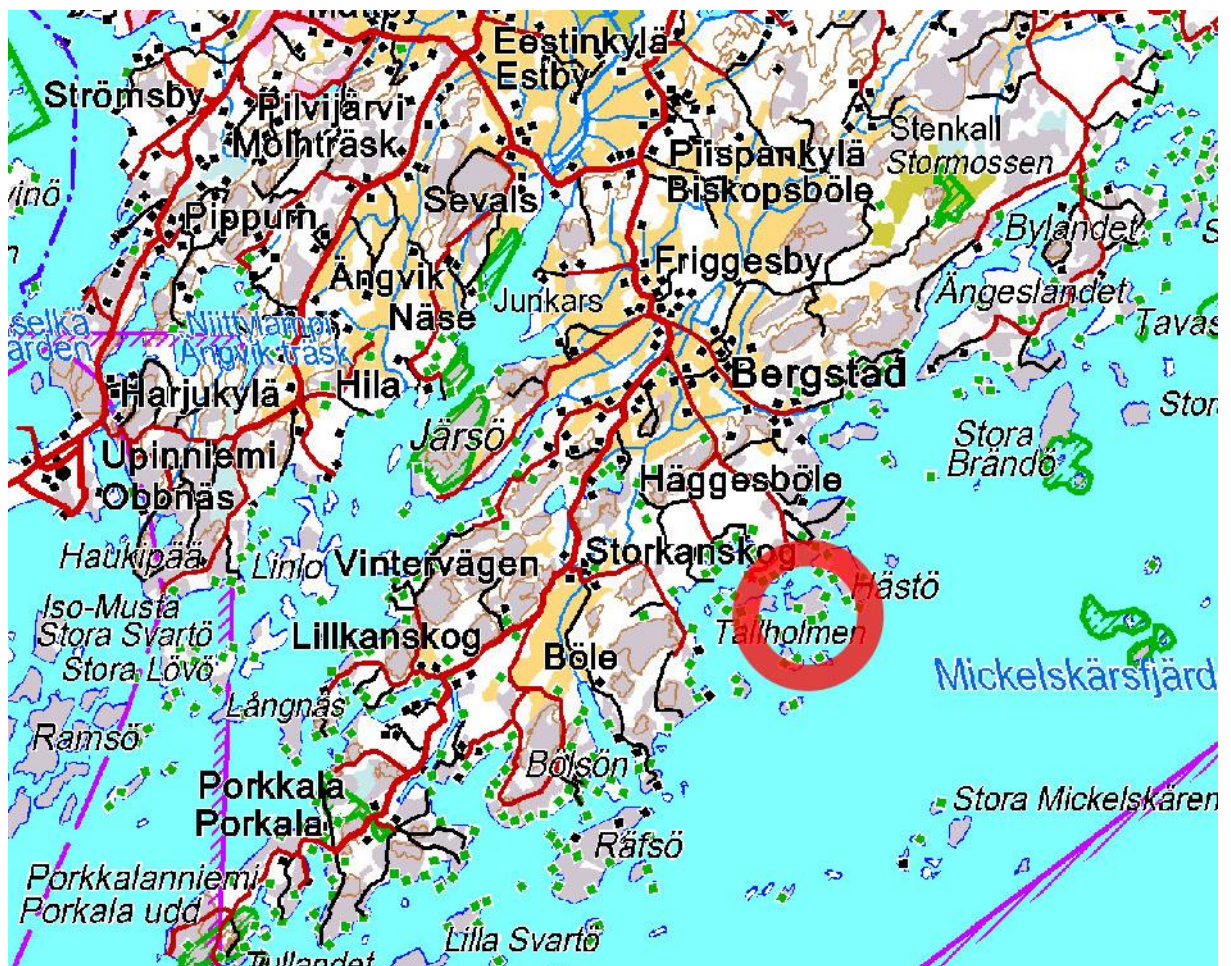 Eestinkylä
Estby
Strömsby
Pilvijärvi
Molnträsk
Stenkall
Stormossen
Piispankylä
Biskopsböle
Sevals
Pippurn
Bylandet
Friggesby
Ängvik
Ängeslandet
Junkars
Näse
Niittylampi
Ängvik träsk
Bergstad
Harjukylä
Hila
Järsö
Stora
Brändö
Upinniemi
Obbnäs
Häggesböle
Haukipää
Linlo
Vintervägen
Storkanskog
Hästö
Iso-Musta
Stora Svartö
Tallholmen
Lillkanskog
Stora Lövö
Böle
Mickelskärsfjärd
Långnäs
Ramsö
Bölsön
Porkkala
Porkala
Stora Mickelskären
Räfsö
Porkkalanniemi
Porkala udd
Lilla Svartö
Tullandet